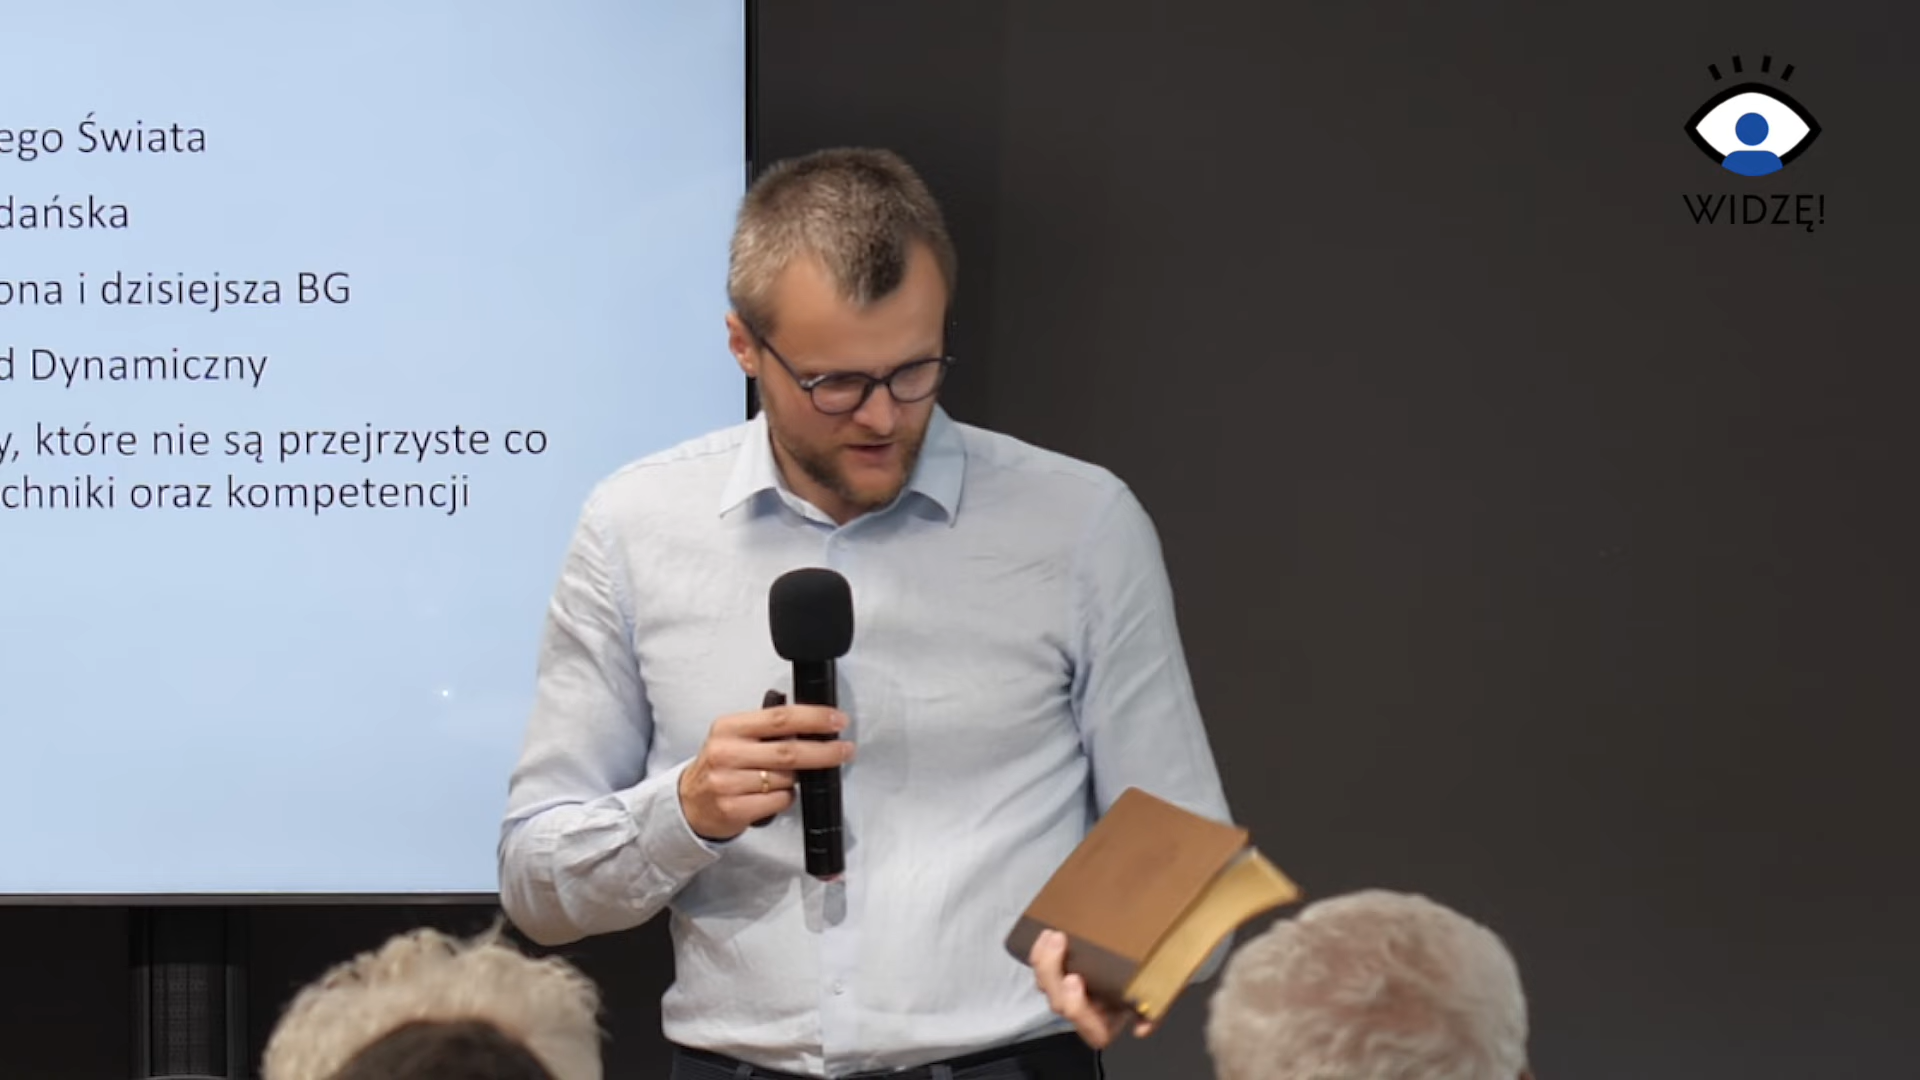 ego Świata
dańska
ona i dzisiejsza BG
d Dynamiczny
y, które nie są przejrzyste co
chniki oraz kompetencji
WIDZĘ!